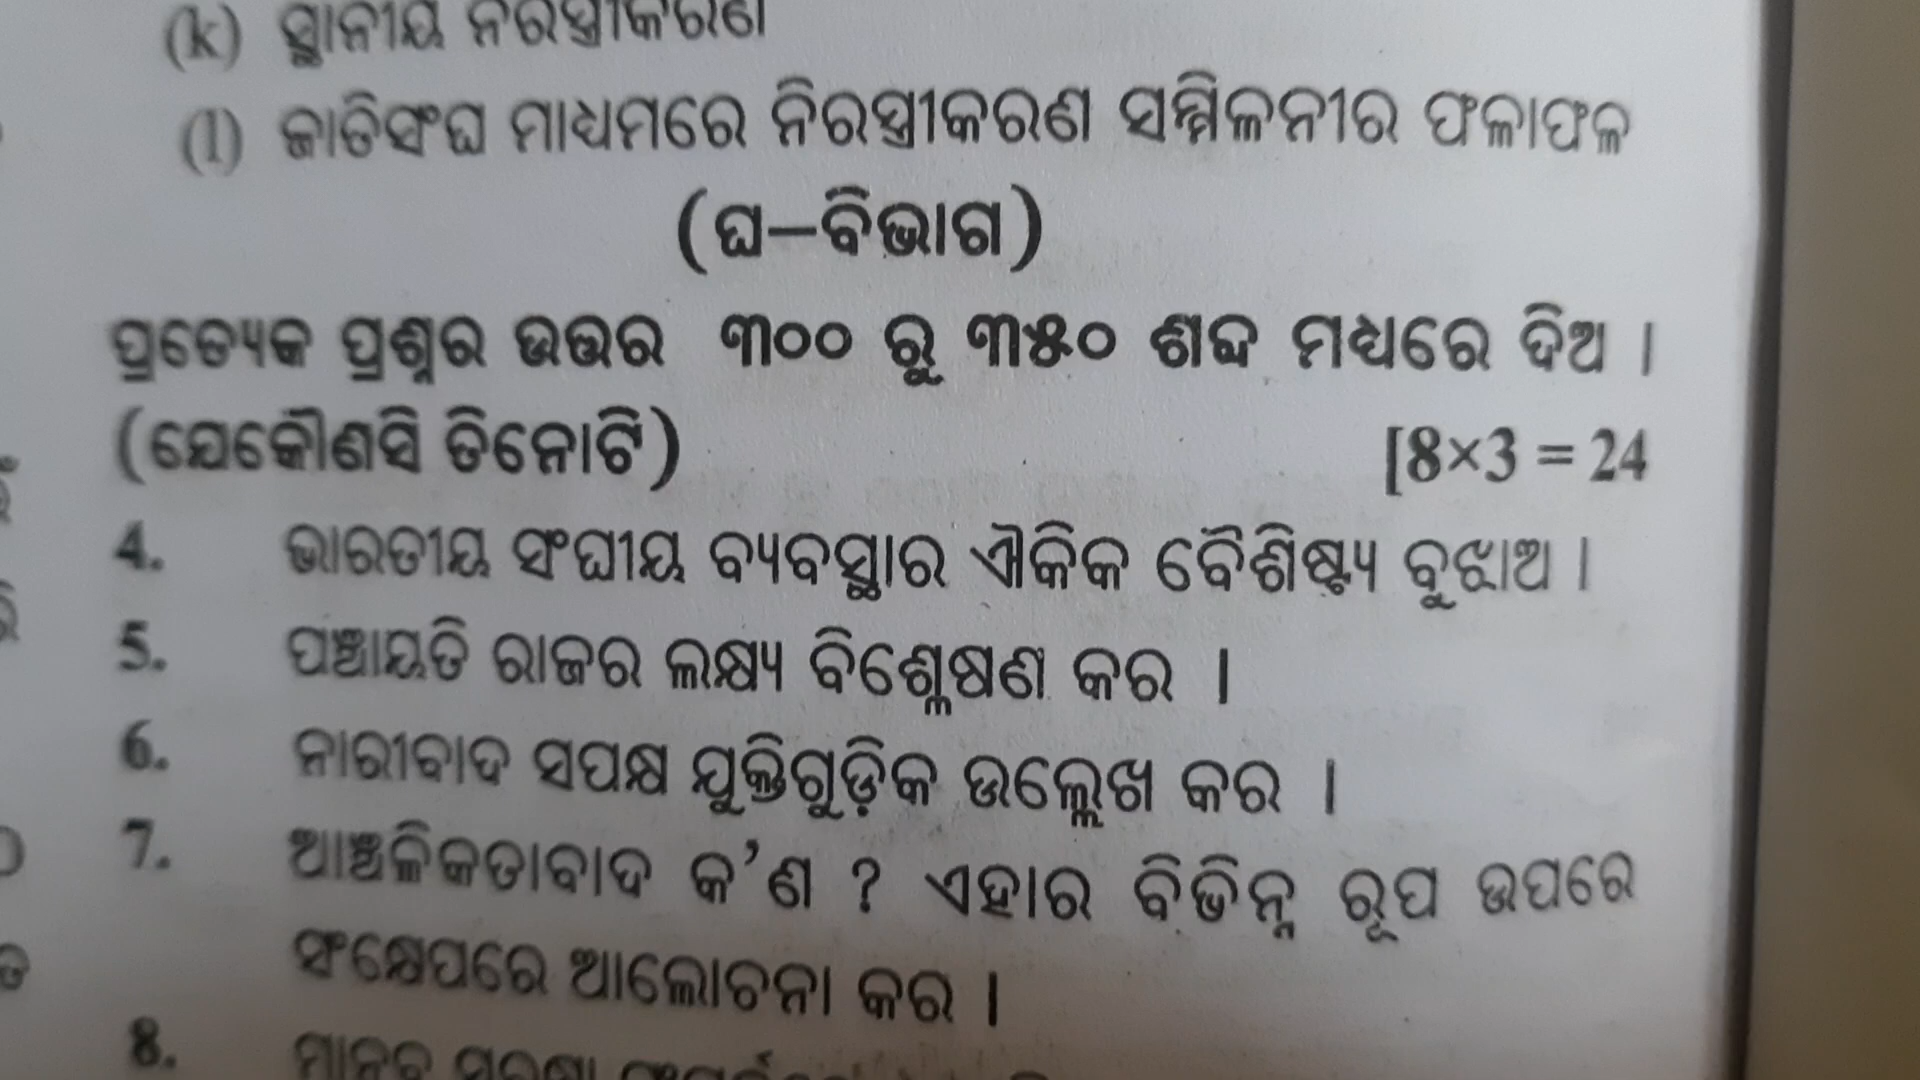 (k) ସ୍ଥାନୀୟ ନିରସ୍ତ୍ରୀକରଣ
(l) ଜାତିସଂଘ ମାଧ୍ୟମରେ ନିରସ୍ତ୍ରୀକରଣ ସମ୍ମିଳନୀର ଫଳାଫଳ
(ଘ–ବିଭାଗ)
ପ୍ରତ୍ୟେକ ପ୍ରଶ୍ନର ଉତ୍ତର ୩୦୦ ରୁ ୩୫୦ ଶବ୍ଦ ମଧ୍ୟରେ ଦିଅ ।
(ଯେକୌଣସି ତିନୋଟି) [8×3 = 24
4. ଭାରତୀୟ ସଂଘୀୟ ବ୍ୟବସ୍ଥାର ଐକିକ ବୈଶିଷ୍ଟ୍ୟ ବୁଝାଅ ।
5. ପଞ୍ଚାୟତି ରାଜର ଲକ୍ଷ୍ୟ ବିଶ୍ଳେଷଣ କର ।
6. ନାରୀବାଦ ସପକ୍ଷ ଯୁକ୍ତିଗୁଡ଼ିକ ଉଲ୍ଲେଖ କର ।
7. ଆଞ୍ଚଳିକତାବାଦ କ'ଣ ? ଏହାର ବିଭିନ୍ନ ରୂପ ଉପରେ
ସଂକ୍ଷେପରେ ଆଲୋଚନା କର ।
8. ମାନବ ସୁରକ୍ଷା